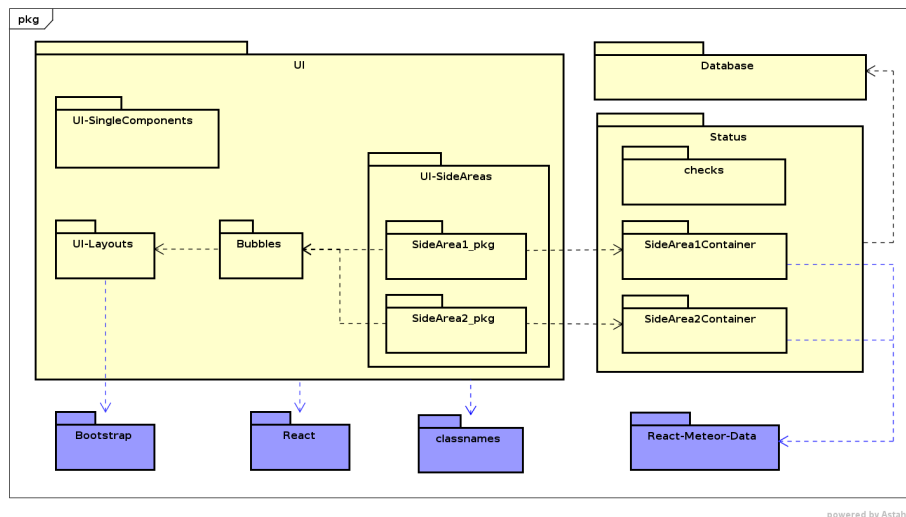 pkg
UI
Database
UI-SingleComponents
Status
checks
UI-SideAreas
UI-Layouts
Bubbles
SideArea1_pkg
SideArea1Container
SideArea2_pkg
SideArea2Container
Bootstrap
React
classnames
React-Meteor-Data
powered by Astah